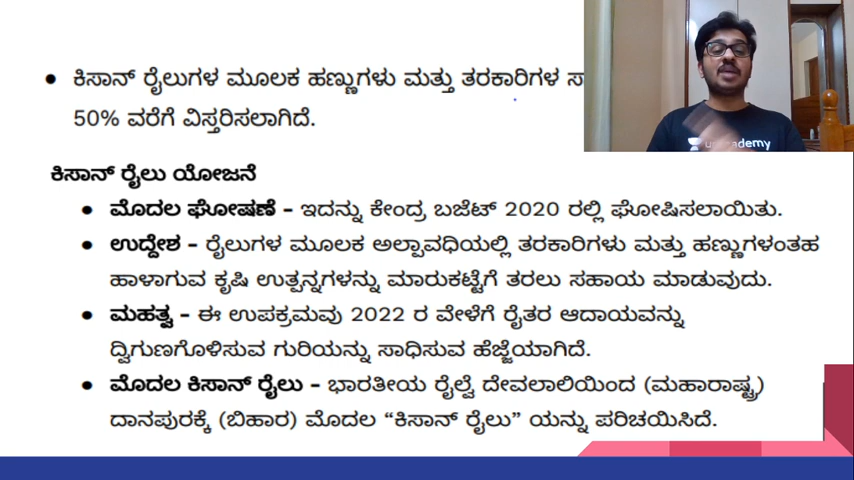 • ಕಿಸಾನ್ ರೈಲುಗಳ ಮೂಲಕ ಹಣ್ಣುಗಳು ಮತ್ತು ತರಕಾರಿಗಳ
50% ವರೆಗೆ ವಿಸ್ತರಿಸಲಾಗಿದೆ.
ಕಿಸಾನ್ ರೈಲು ಯೋಜನೆ
• ಮೊದಲ ಘೋಷಣೆ – ಇದನ್ನು ಕೇಂದ್ರ ಬಜೆಟ್ 2020 ರಲ್ಲಿ ಘೋಷಿಸಲಾಯಿತು.
• ಉದ್ದೇಶ – ರೈಲುಗಳ ಮೂಲಕ ಅಲ್ಪಾವಧಿಯಲ್ಲಿ ತರಕಾರಿಗಳು ಮತ್ತು ಹಣ್ಣುಗಳಂತಹ
ಹಾಳಾಗುವ ಕೃಷಿ ಉತ್ಪನ್ನಗಳನ್ನು ಮಾರುಕಟ್ಟೆಗೆ ತರಲು ಸಹಾಯ ಮಾಡುವುದು.
• ಮಹತ್ವ – ಈ ಉಪಕ್ರಮವು 2022 ರ ವೇಳೆಗೆ ರೈತರ ಆದಾಯವನ್ನು
ದ್ವಿಗುಣಗೊಳಿಸುವ ಗುರಿಯನ್ನು ಸಾಧಿಸುವ ಹೆಜ್ಜೆಯಾಗಿದೆ.
• ಮೊದಲ ಕಿಸಾನ್ ರೈಲು – ಭಾರತೀಯ ರೈಲ್ವೆ ದೇವಲಾಲಿಯಿಂದ (ಮಹಾರಾಷ್ಟ್ರ)
ದಾನಪುರಕ್ಕೆ (ಬಿಹಾರ) ಮೊದಲ “ಕಿಸಾನ್ ರೈಲು” ಯನ್ನು ಪರಿಚಯಿಸಿದೆ.